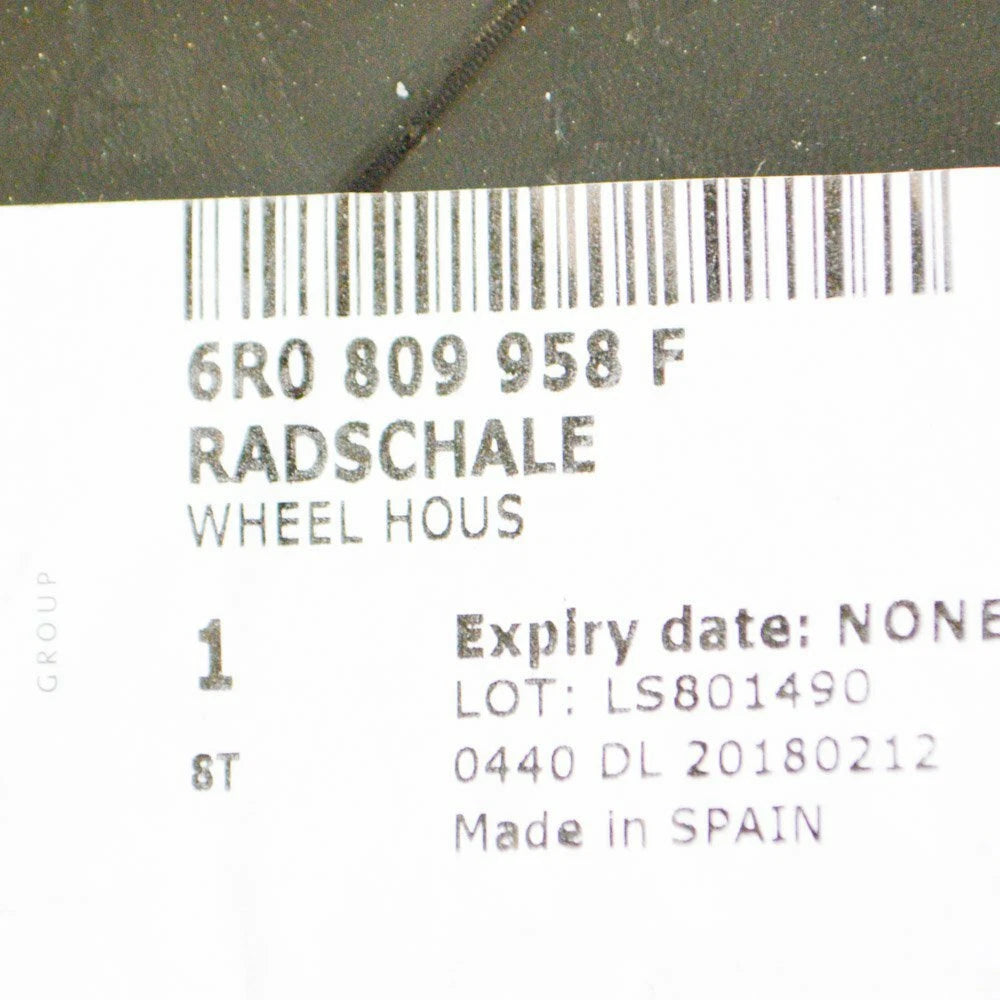 6R0 809 958 F
RADSCHALE
WHEEL HOUS
GROUP
1
Expiry date: NONE
LOT: LS801490
8T
0440 DL 20180212
Made in SPAIN